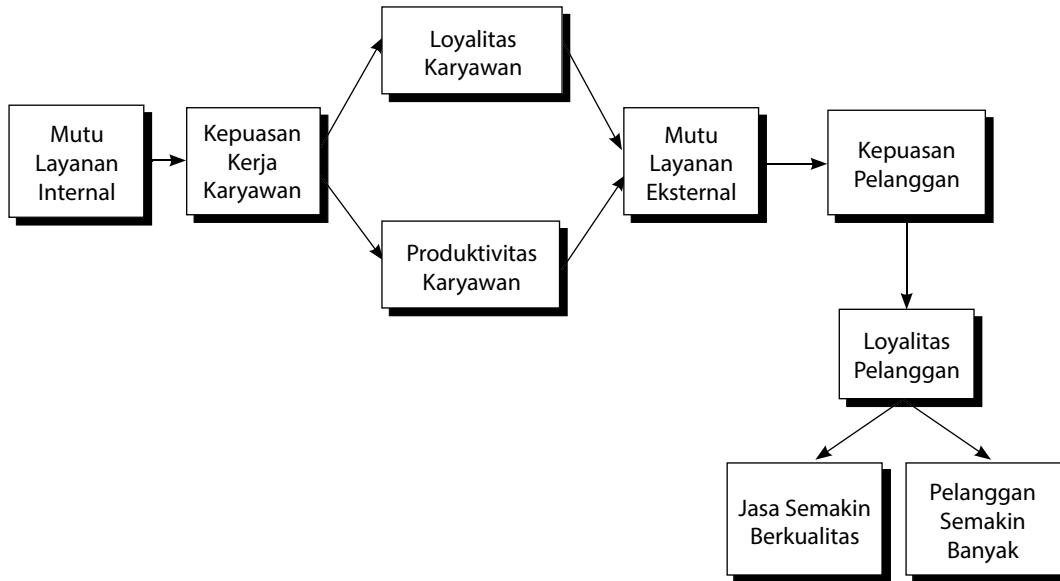 Mutu
Layanan
Internal
Kepuasan
Kerja
Karyawan
Loyalitas
Karyawan
Produktivitas
Karyawan
Mutu
Layanan
Eksternal
Kepuasan
Pelanggan
Loyalitas
Pelanggan
Jasa Semakin
Berkualitas
Pelanggan
Semakin
Banyak